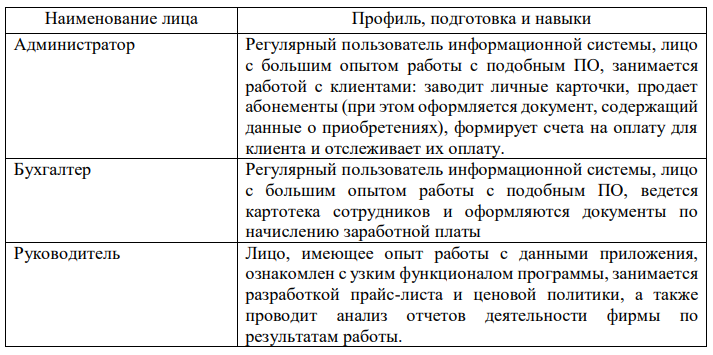 Наименование лица
Профиль, подготовка и навыки
Администратор
Регулярный пользователь информационной системы, лицо
с большим опытом работы с подобным ПО, занимается
работой с клиентами: заводит личные карточки, продает
абонементы (при этом оформляется документ, содержащий
данные о приобретениях), формирует счета на оплату для
клиента и отслеживает их оплату.
Бухгалтер
Регулярный пользователь информационной системы, лицо
с большим опытом работы с подобным ПО, ведется
картотека сотрудников и оформляются документы по
начислению заработной платы
Руководитель
Лицо, имеющее опыт работы с данными приложения,
ознакомлен с узким функционалом программы, занимается
разработкой прайс-листа и ценовой политики, а также
проводит анализ отчетов деятельности фирмы по
результатам работы.